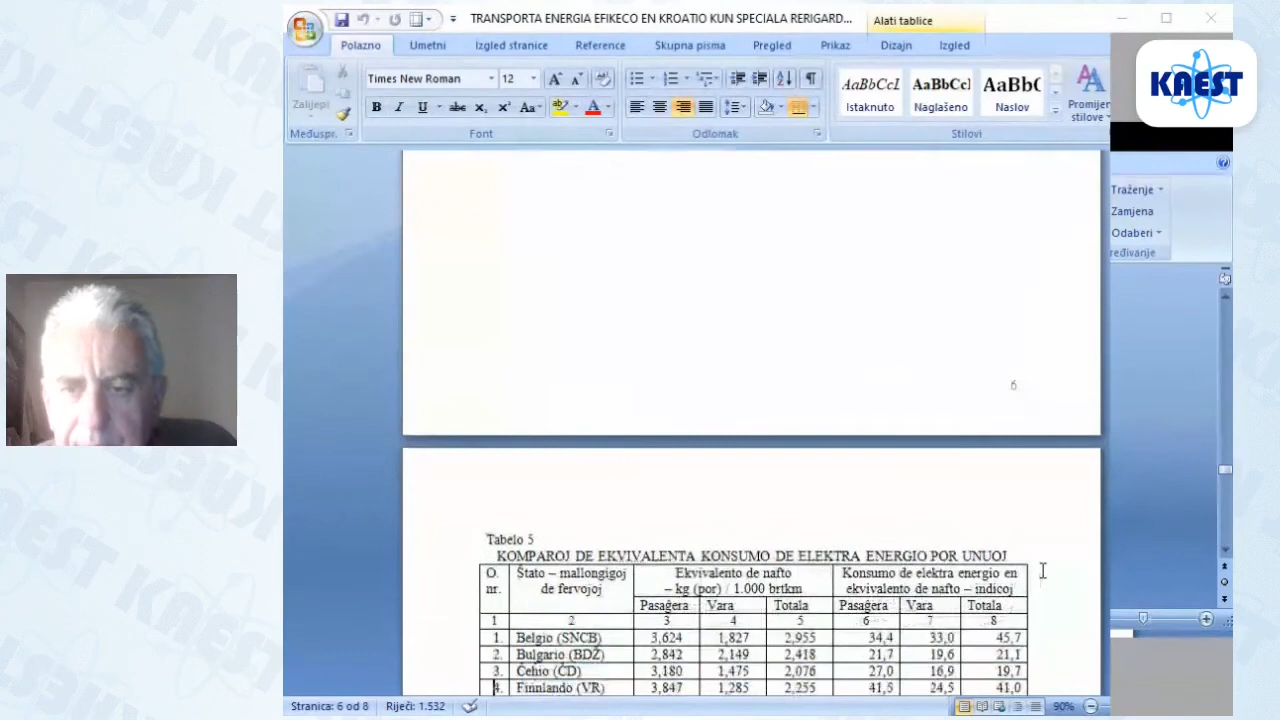 TRANSPORTA ENERGIA EFIKECO EN KROATIO KUN SPECIALA RERIGARD...
Alati tablice
Polazno Umetni Izgled stranice Reference Skupna pisma Pregled Prikaz Dizajn Izgled
KAEST
Zalijepi
Times New Roman 12
AaBbCcI AaBbCcI AaBb(
Istaknuto Naglašeno Naslov
Promijeni stilove
Međuspr. Font Odlomak Stilovi
Traženje
Zamjena
Odaberi
ređivanje
6
Tabelo 5
KOMPAROJ DE EKVIVALENTA KONSUMO DE ELEKTRA ENERGIO POR UNUOJ
O. nr. Ŝtato – mallongigoj de fervojoj Ekvivalento de nafto – kg (por) / 1.000 brtkm Konsumo de elektra energio en ekvivalento de nafto – indicoj
Pasaĝera Vara Totala Pasaĝera Vara Totala
1 2 3 4 5 6 7 8
1. Belgio (SNCB) 3,624 1,827 2,955 34,4 33,0 45,7
2. Bulgario (BDŽ) 2,842 2,149 2,418 21,7 19,6 21,1
3. Ĉehio (ČD) 3,180 1,475 2,076 27,0 16,9 19,7
4. Finnlando (VR) 3,847 1,285 2,255 41,5 24,5 41,0
Stranica: 6 od 8 Riječi: 1.532 90%